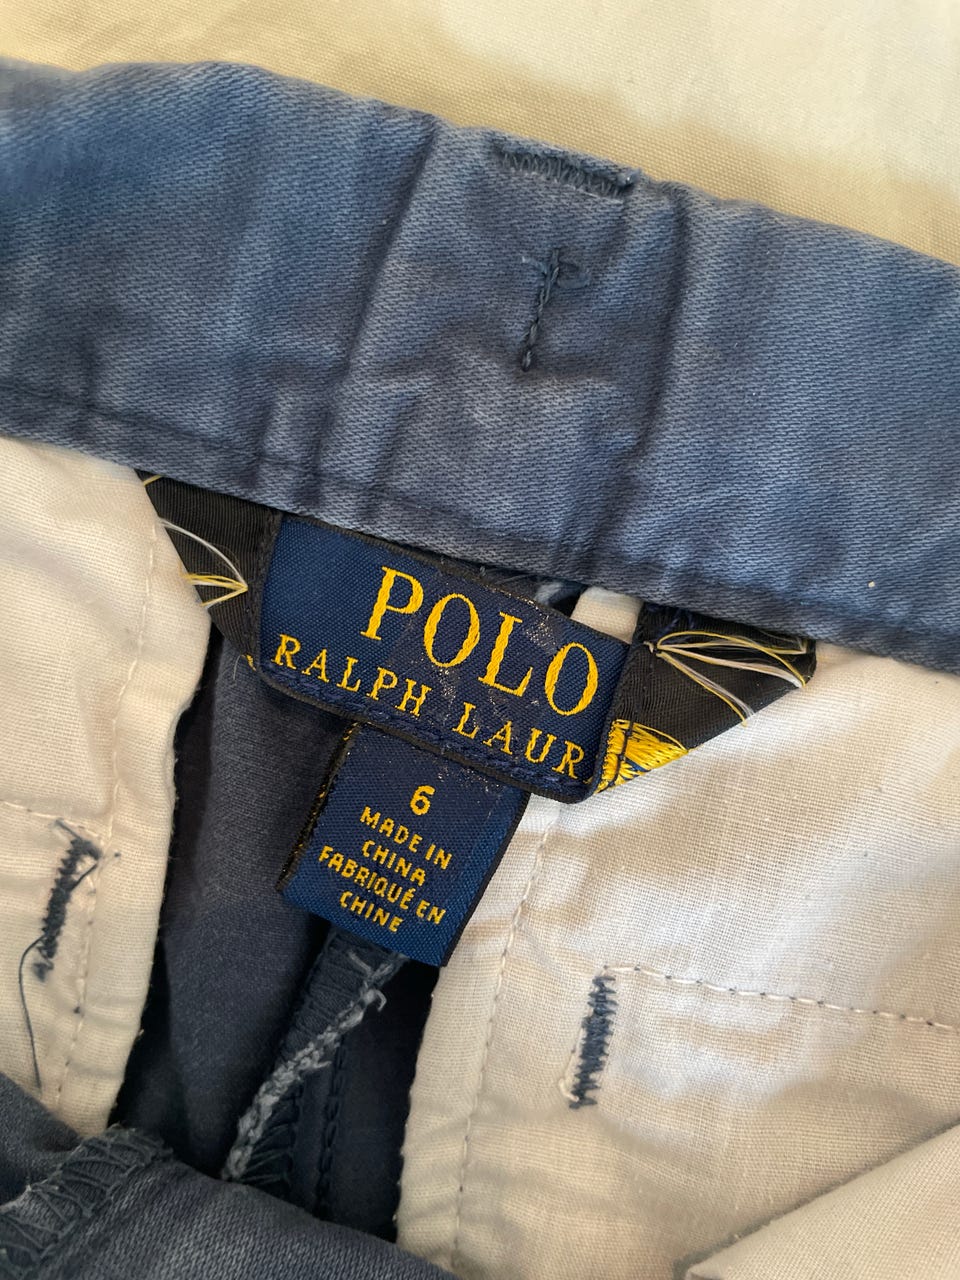 POLO
RALPH LAUR
6
MADE IN
CHINA
FABRIQUÉ EN
CHINE